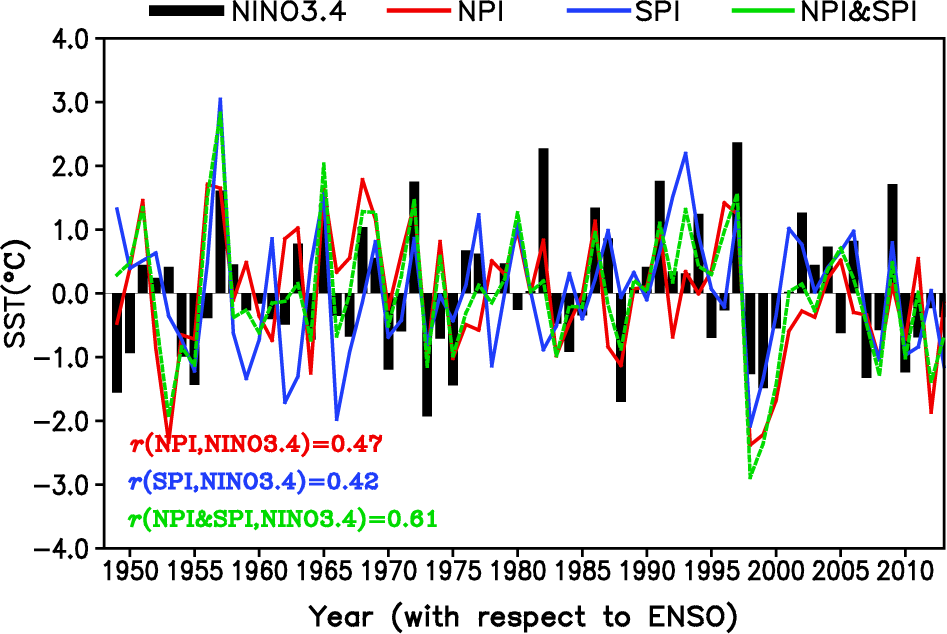 NINO3.4 NPI SPI NPI&SPI
4.0
3.0
2.0
1.0
0.0
−1.0
−2.0
−3.0
−4.0
SST(°C)
r(NPI,NINO3.4)=0.47
r(SPI,NINO3.4)=0.42
r(NPI&SPI,NINO3.4)=0.61
1950 1955 1960 1965 1970 1975 1980 1985 1990 1995 2000 2005 2010
Year (with respect to ENSO)